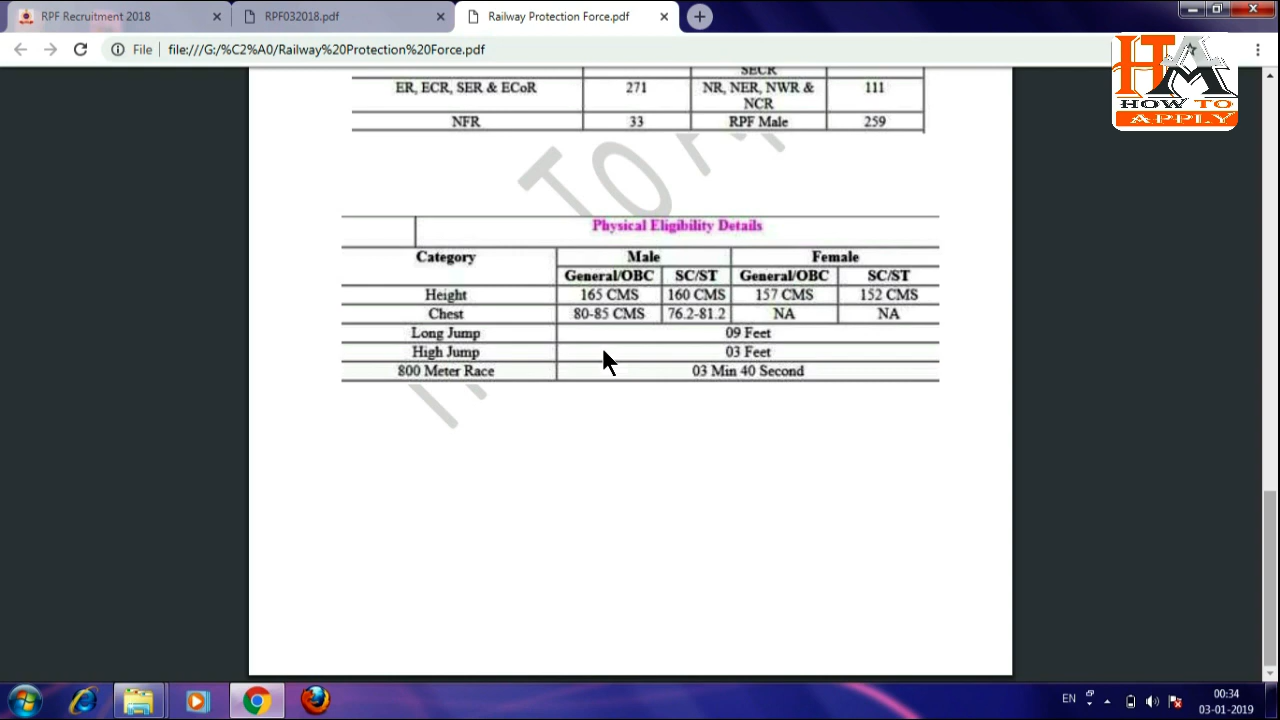 RPF Recruitment 2018 RPF032018.pdf Railway Protection Force.pdf
File file:///G:/%C2%A0/Railway%20Protection%20Force.pdf
HTA
HOW TO
APPLY
SECR
ER, ECR, SER & ECoR 271 NR, NER, NWR & NCR 111
NFR 33 RPF Male 259
Physical Eligibility Details
Category Male Female
General/OBC SC/ST General/OBC SC/ST
Height 165 CMS 160 CMS 157 CMS 152 CMS
Chest 80-85 CMS 76.2-81.2 NA NA
Long Jump 09 Feet
High Jump 03 Feet
800 Meter Race 03 Min 40 Second
EN 00:34
03-01-2019